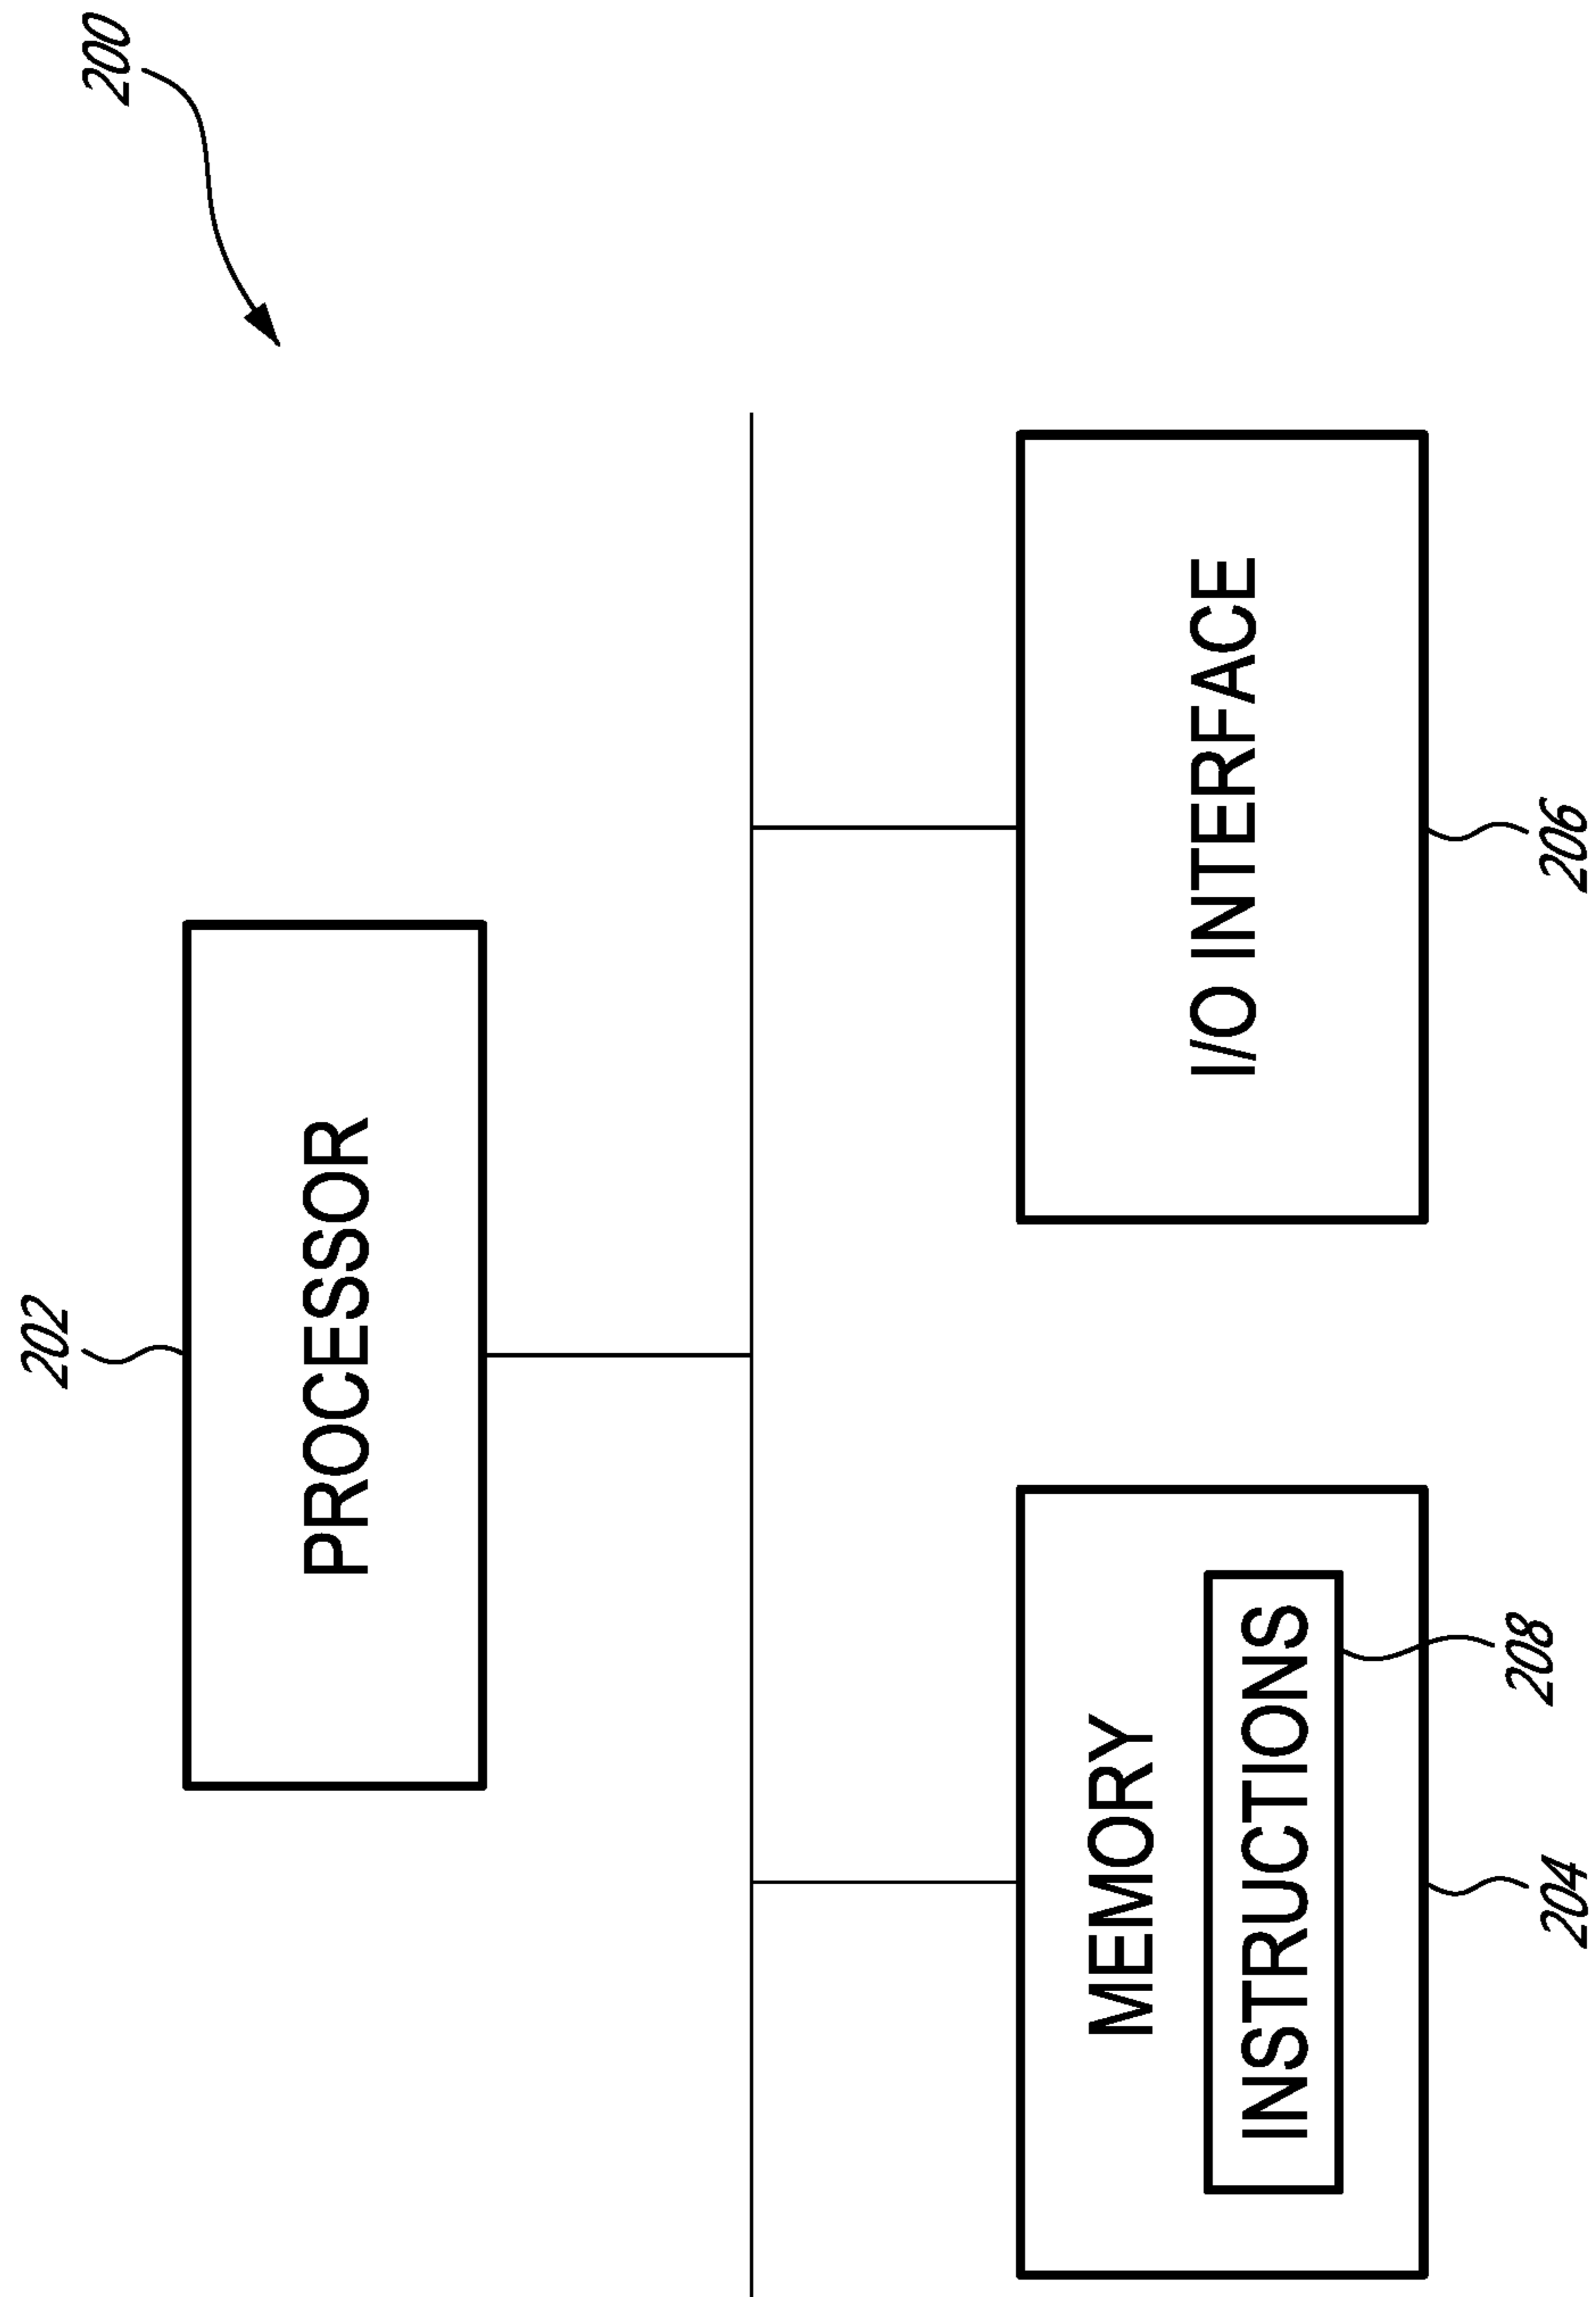 200
202
PROCESSOR
MEMORY
INSTRUCTIONS
I/O INTERFACE
208
204
206